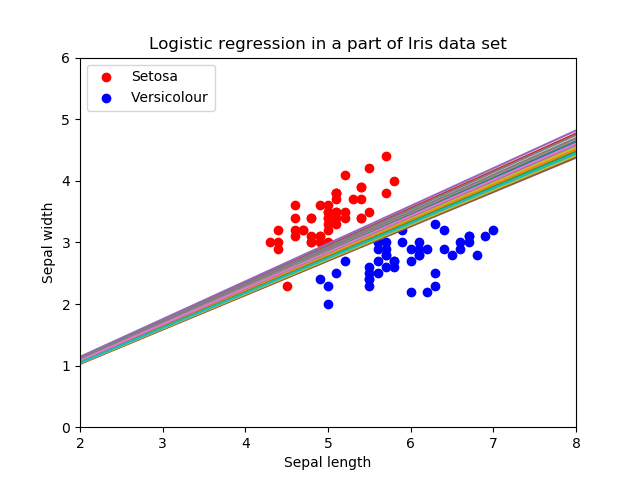 Logistic regression in a part of Iris data set
Setosa
Versicolour
6
5
4
3
2
1
0
Sepal width
2 3 4 5 6 7 8
Sepal length